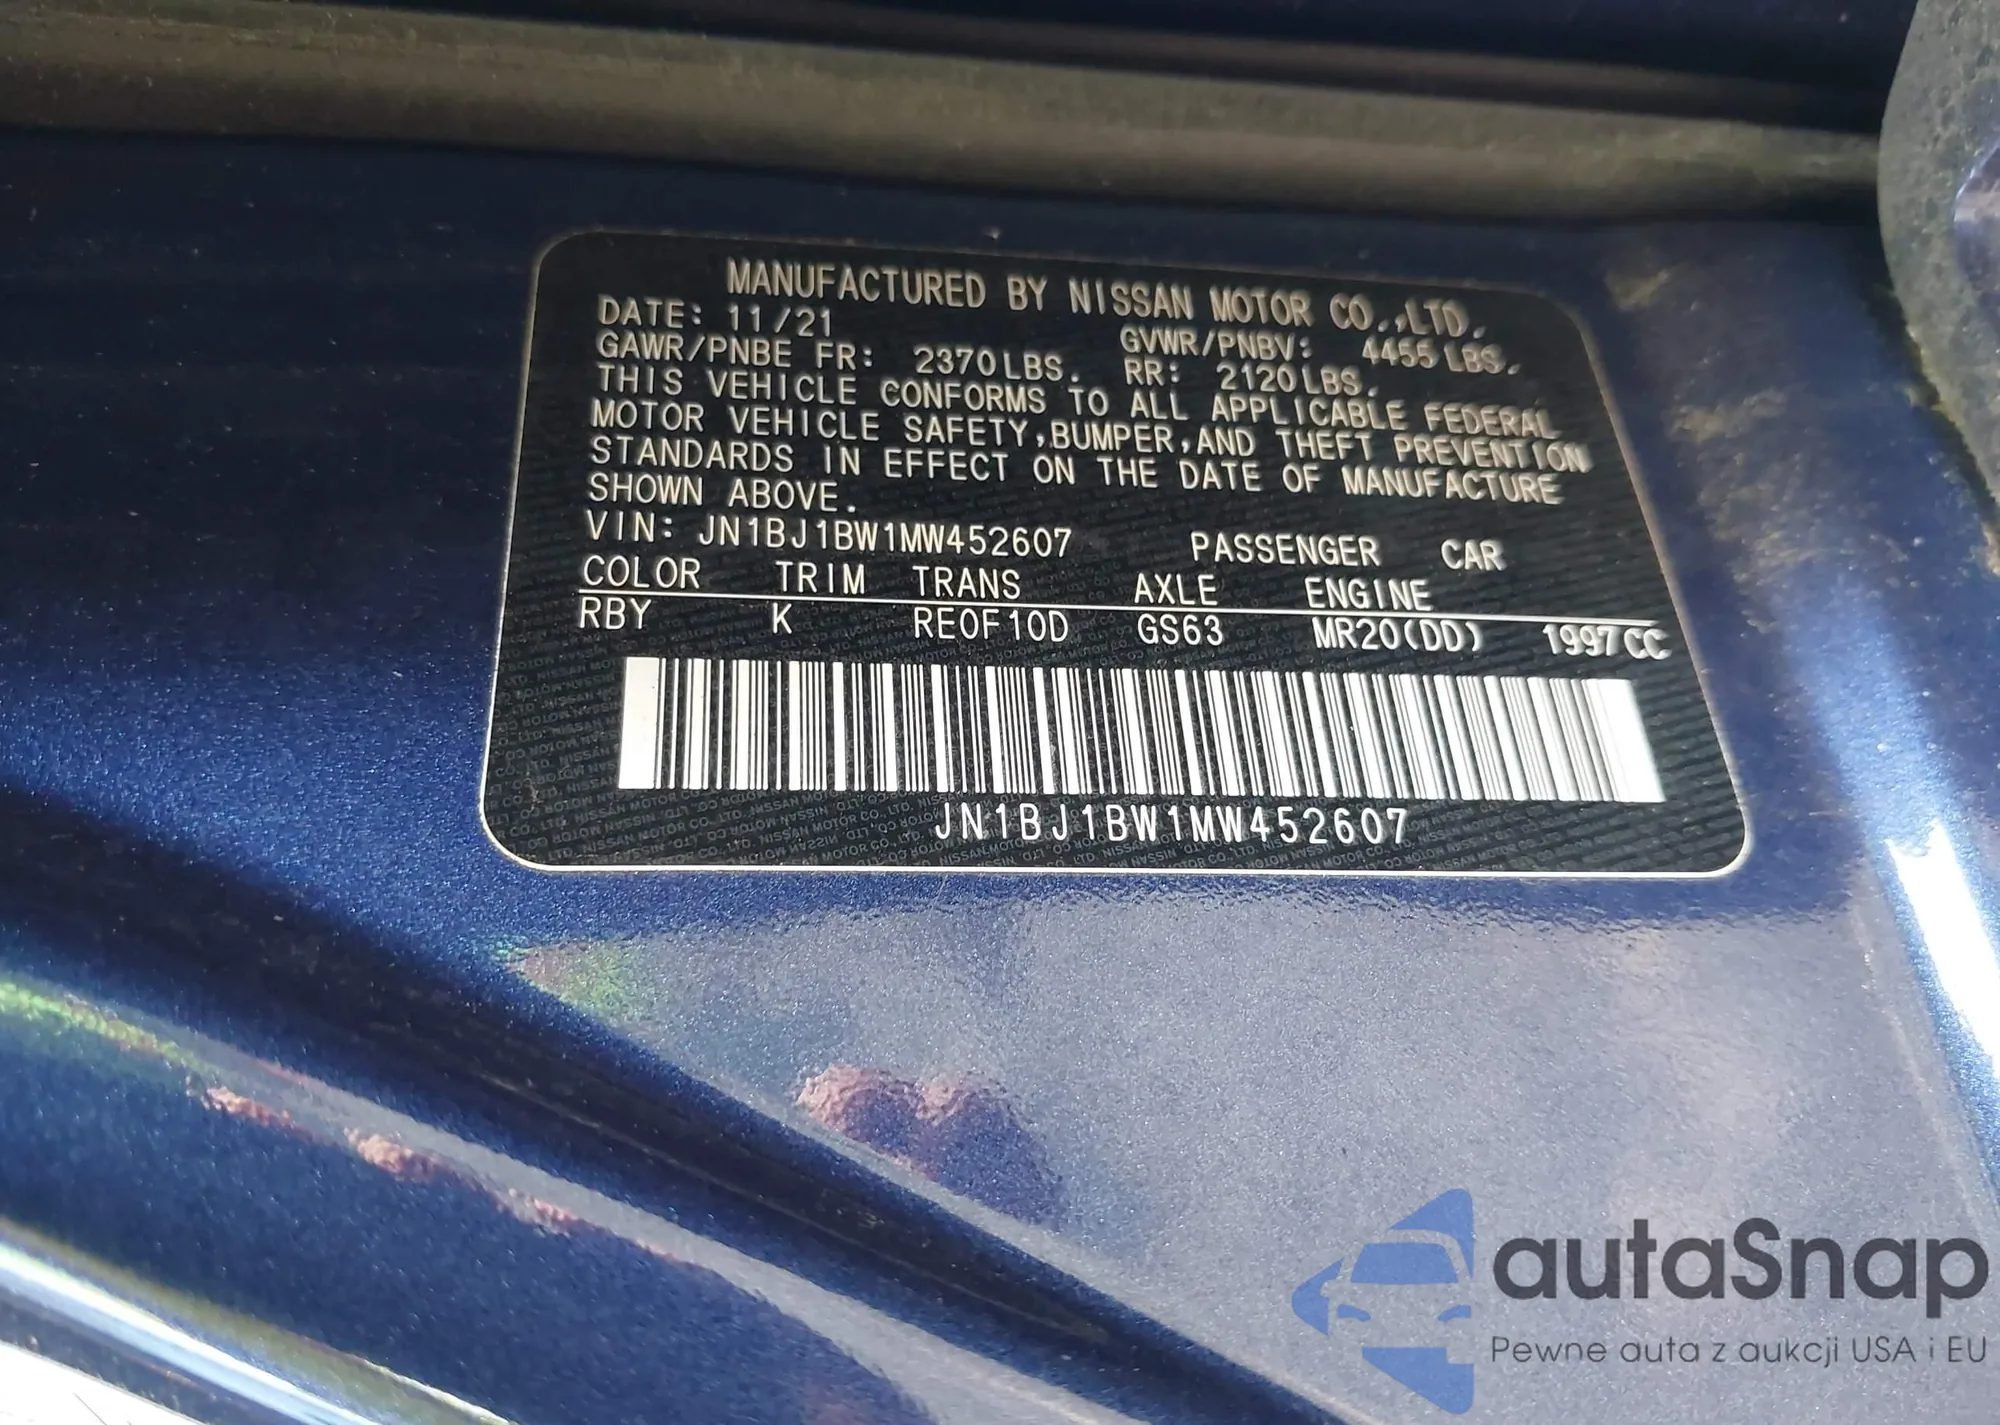 MANUFACTURED BY NISSAN MOTOR CO.,LTD.
DATE: 11/21 GVWR/PNBV: 4455 LBS.
GAWR/PNBE FR: 2370LBS. RR: 2120LBS.
THIS VEHICLE CONFORMS TO ALL APPLICABLE FEDERAL
MOTOR VEHICLE SAFETY,BUMPER,AND THEFT PREVENTION
STANDARDS IN EFFECT ON THE DATE OF MANUFACTURE
SHOWN ABOVE.
VIN: JN1BJ1BW1MW452607 PASSENGER CAR
COLOR TRIM TRANS AXLE ENGINE
RBY K RE0F10D GS63 MR20(DD) 1997CC
JN1BJ1BW1MW452607
autaSnap
Pewne auta z aukcji USA i EU